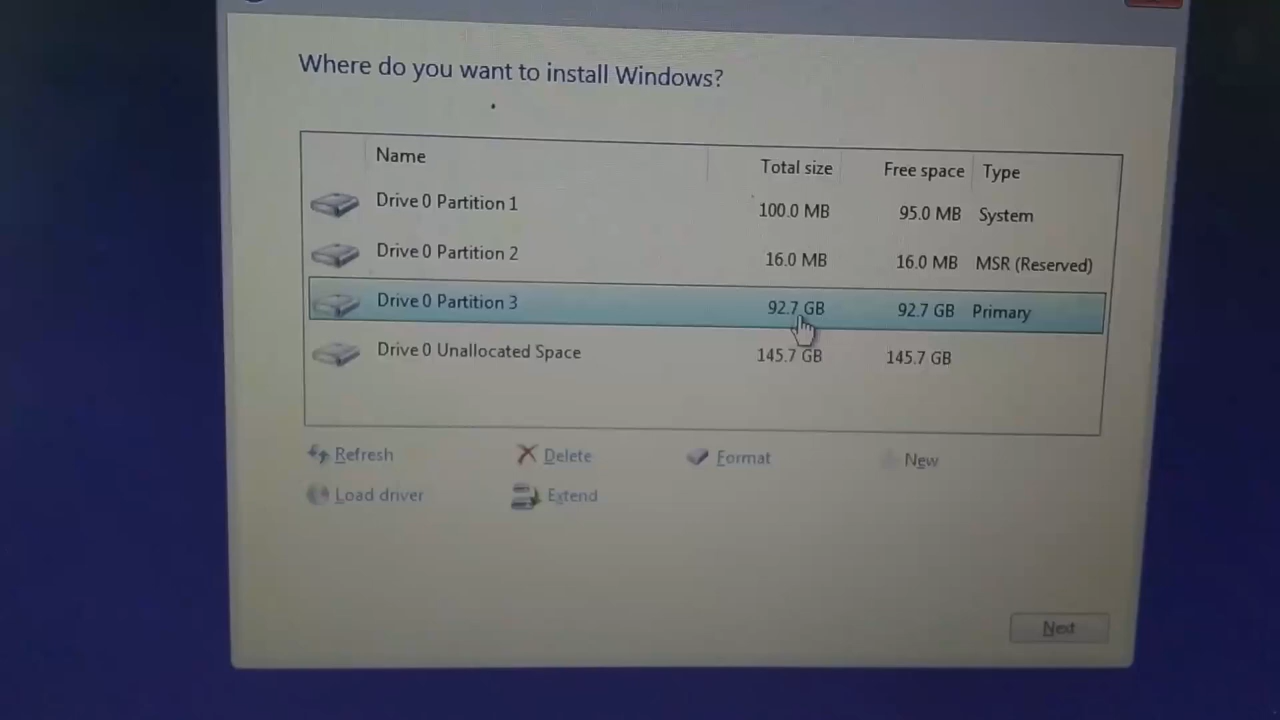 Where do you want to install Windows?
Name Total size Free space Type
Drive 0 Partition 1 100.0 MB 95.0 MB System
Drive 0 Partition 2 16.0 MB 16.0 MB MSR (Reserved)
Drive 0 Partition 3 92.7 GB 92.7 GB Primary
Drive 0 Unallocated Space 145.7 GB 145.7 GB
Refresh Delete Format New
Load driver Extend
Next